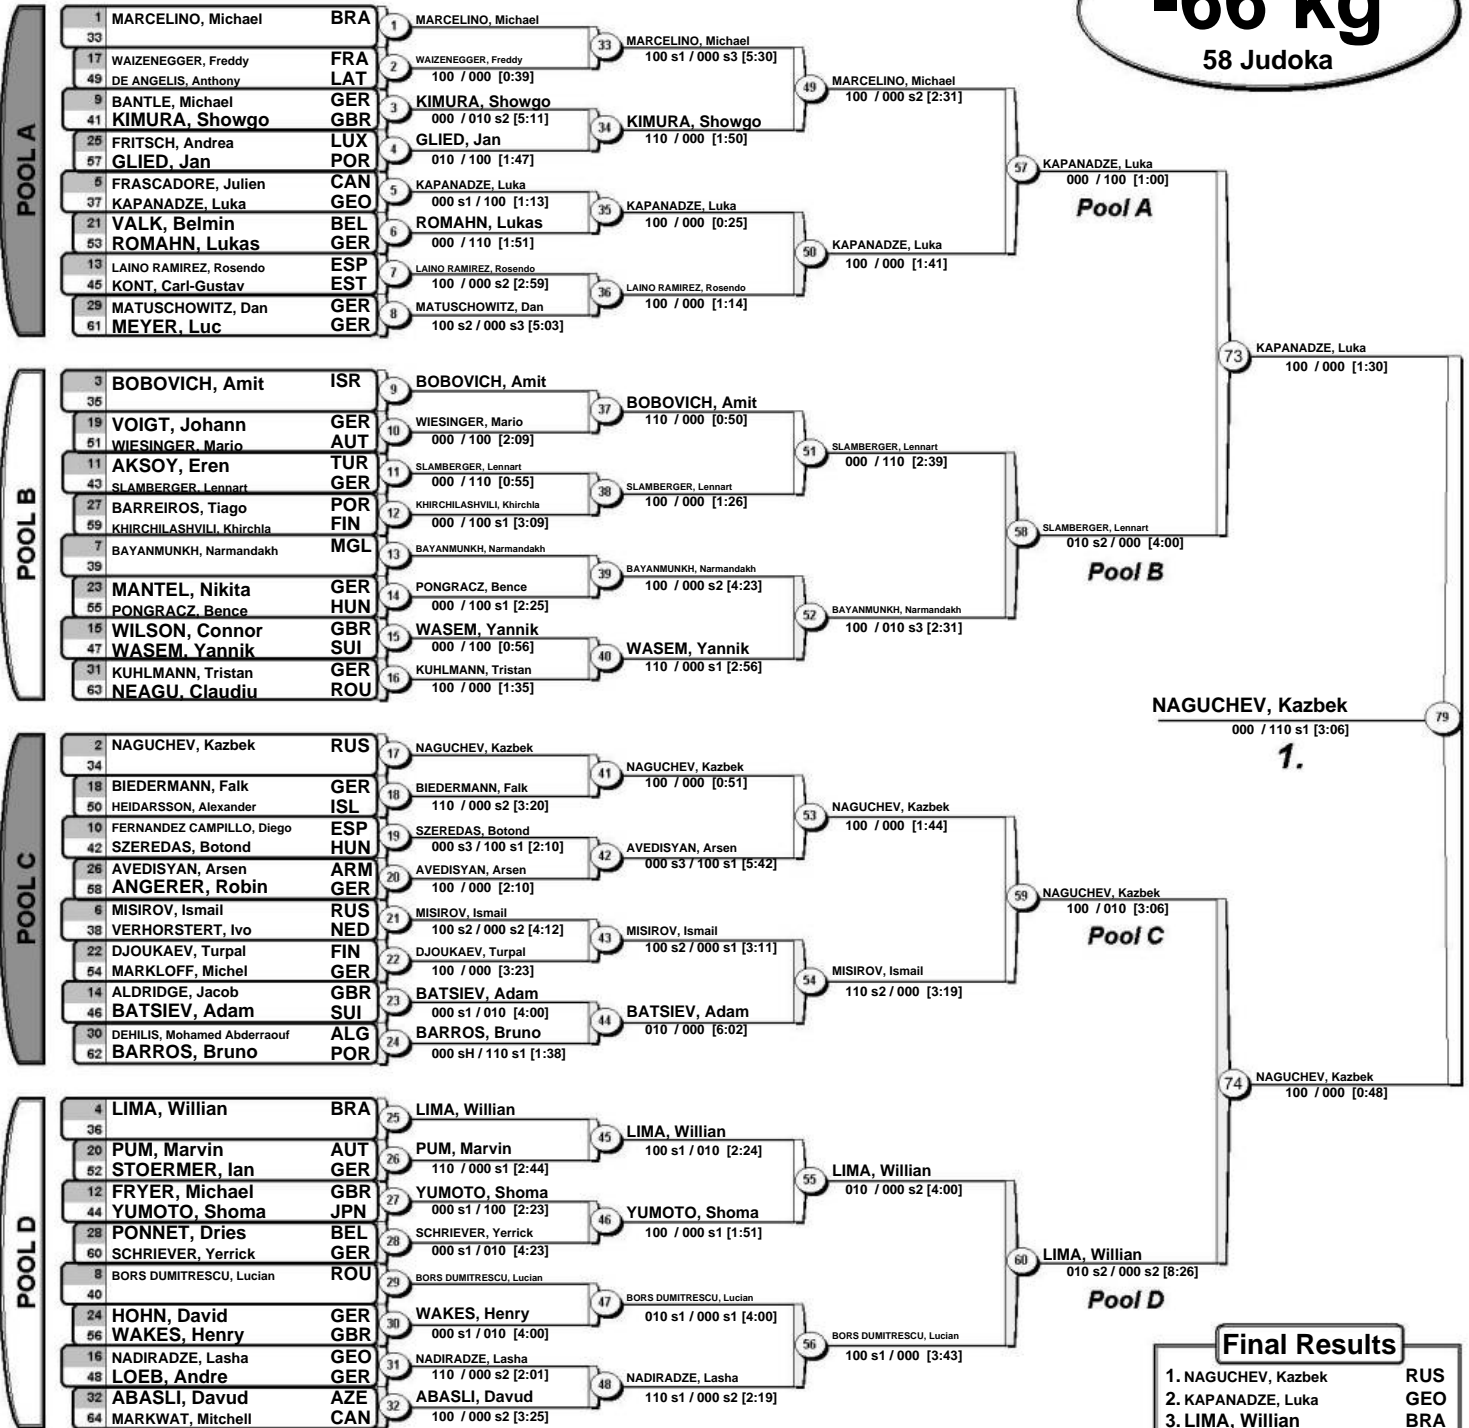 -66 kg
58 Judoka
POOL A
1 MARCELINO, Michael BRA
33
17 WAIZENEGGER, Freddy FRA
49 DE ANGELIS, Anthony LAT
9 BANTLE, Michael GER
41 KIMURA, Showgo GBR
25 FRITSCH, Andrea LUX
57 GLIED, Jan POR
5 FRASCADORE, Julien CAN
37 KAPANADZE, Luka GEO
21 VALK, Belmin BEL
53 ROMAHN, Lukas GER
13 LAINO RAMIREZ, Rosendo ESP
45 KONT, Carl-Gustav EST
29 MATUSCHOWITZ, Dan GER
61 MEYER, Luc GER
1 MARCELINO, Michael
2 WAIZENEGGER, Freddy
100 / 000 [0:39]
3 KIMURA, Showgo
000 / 010 s2 [5:11]
4 GLIED, Jan
010 / 100 [1:47]
5 KAPANADZE, Luka
000 s1 / 100 [1:13]
6 ROMAHN, Lukas
000 / 110 [1:51]
7 LAINO RAMIREZ, Rosendo
100 / 000 s2 [2:59]
8 MATUSCHOWITZ, Dan
100 s2 / 000 s3 [5:03]
33 MARCELINO, Michael
100 s1 / 000 s3 [5:30]
34 KIMURA, Showgo
110 / 000 [1:50]
35 KAPANADZE, Luka
100 / 000 [0:25]
36 LAINO RAMIREZ, Rosendo
100 / 000 [1:14]
49 MARCELINO, Michael
100 / 000 s2 [2:31]
50 KAPANADZE, Luka
100 / 000 [1:41]
57 KAPANADZE, Luka
000 / 100 [1:00]
Pool A
POOL B
3 BOBOVICH, Amit ISR
35
19 VOIGT, Johann GER
51 WIESINGER, Mario AUT
11 AKSOY, Eren TUR
43 SLAMBERGER, Lennart GER
27 BARREIROS, Tiago POR
59 KHIRCHILASHVILI, Khirchla FIN
7 BAYANMUNKH, Narmandakh MGL
39
23 MANTEL, Nikita GER
55 PONGRACZ, Bence HUN
15 WILSON, Connor GBR
47 WASEM, Yannik SUI
31 KUHLMANN, Tristan GER
63 NEAGU, Claudiu ROU
9 BOBOVICH, Amit
10 WIESINGER, Mario
000 / 100 [2:09]
11 SLAMBERGER, Lennart
000 / 110 [0:55]
12 KHIRCHILASHVILI, Khirchla
000 / 100 s1 [3:09]
13 BAYANMUNKH, Narmandakh
14 PONGRACZ, Bence
000 / 100 s1 [2:25]
15 WASEM, Yannik
000 / 100 [0:56]
16 KUHLMANN, Tristan
100 / 000 [1:35]
37 BOBOVICH, Amit
110 / 000 [0:50]
38 SLAMBERGER, Lennart
100 / 000 [1:26]
39 BAYANMUNKH, Narmandakh
100 / 000 s2 [4:23]
40 WASEM, Yannik
110 / 000 s1 [2:56]
51 SLAMBERGER, Lennart
000 / 110 [2:39]
52 BAYANMUNKH, Narmandakh
100 / 010 s3 [2:31]
58 SLAMBERGER, Lennart
010 s2 / 000 [4:00]
Pool B
73 KAPANADZE, Luka
100 / 000 [1:30]
NAGUCHEV, Kazbek 79
000 / 110 s1 [3:06]
1.
POOL C
2 NAGUCHEV, Kazbek RUS
34
18 BIEDERMANN, Falk GER
50 HEIDARSSON, Alexander ISL
10 FERNANDEZ CAMPILLO, Diego ESP
42 SZEREDAS, Botond HUN
26 AVEDISYAN, Arsen ARM
58 ANGERER, Robin GER
6 MISIROV, Ismail RUS
38 VERHORSTERT, Ivo NED
22 DJOUKAEV, Turpal FIN
54 MARKLOFF, Michel GER
14 ALDRIDGE, Jacob GBR
46 BATSIEV, Adam SUI
30 DEHILIS, Mohamed Abderraouf ALG
62 BARROS, Bruno POR
17 NAGUCHEV, Kazbek
18 BIEDERMANN, Falk
110 / 000 s2 [3:20]
19 SZEREDAS, Botond
000 s3 / 100 s1 [2:10]
20 AVEDISYAN, Arsen
100 / 000 [2:10]
21 MISIROV, Ismail
100 s2 / 000 s2 [4:12]
22 DJOUKAEV, Turpal
100 / 000 [3:23]
23 BATSIEV, Adam
000 s1 / 010 [4:00]
24 BARROS, Bruno
000 sH / 110 s1 [1:38]
41 NAGUCHEV, Kazbek
100 / 000 [0:51]
42 AVEDISYAN, Arsen
000 s3 / 100 s1 [5:42]
43 MISIROV, Ismail
100 s2 / 000 s1 [3:11]
44 BATSIEV, Adam
010 / 000 [6:02]
53 NAGUCHEV, Kazbek
100 / 000 [1:44]
54 MISIROV, Ismail
110 s2 / 000 [3:19]
59 NAGUCHEV, Kazbek
100 / 010 [3:06]
Pool C
POOL D
4 LIMA, Willian BRA
36
20 PUM, Marvin AUT
52 STOERMER, Ian GER
12 FRYER, Michael GBR
44 YUMOTO, Shoma JPN
28 PONNET, Dries BEL
60 SCHRIEVER, Yerrick GER
8 BORS DUMITRESCU, Lucian ROU
40
24 HOHN, David GER
56 WAKES, Henry GBR
16 NADIRADZE, Lasha GEO
48 LOEB, Andre GER
32 ABASLI, Davud AZE
64 MARKWAT, Mitchell CAN
25 LIMA, Willian
26 PUM, Marvin
110 / 000 s1 [2:44]
27 YUMOTO, Shoma
000 s1 / 100 [2:23]
28 SCHRIEVER, Yerrick
000 s1 / 010 [4:23]
29 BORS DUMITRESCU, Lucian
30 WAKES, Henry
000 s1 / 010 [4:00]
31 NADIRADZE, Lasha
110 / 000 s2 [2:01]
32 ABASLI, Davud
100 / 000 s2 [3:25]
45 LIMA, Willian
100 s1 / 010 [2:24]
46 YUMOTO, Shoma
100 / 000 s1 [1:51]
47 BORS DUMITRESCU, Lucian
010 s1 / 000 s1 [4:00]
48 NADIRADZE, Lasha
110 s1 / 000 s2 [2:19]
55 LIMA, Willian
010 / 000 s2 [4:00]
56 BORS DUMITRESCU, Lucian
100 s1 / 000 [3:43]
60 LIMA, Willian
010 s2 / 000 s2 [8:26]
Pool D
74 NAGUCHEV, Kazbek
100 / 000 [0:48]
Final Results
1. NAGUCHEV, Kazbek RUS
2. KAPANADZE, Luka GEO
3. LIMA, Willian BRA